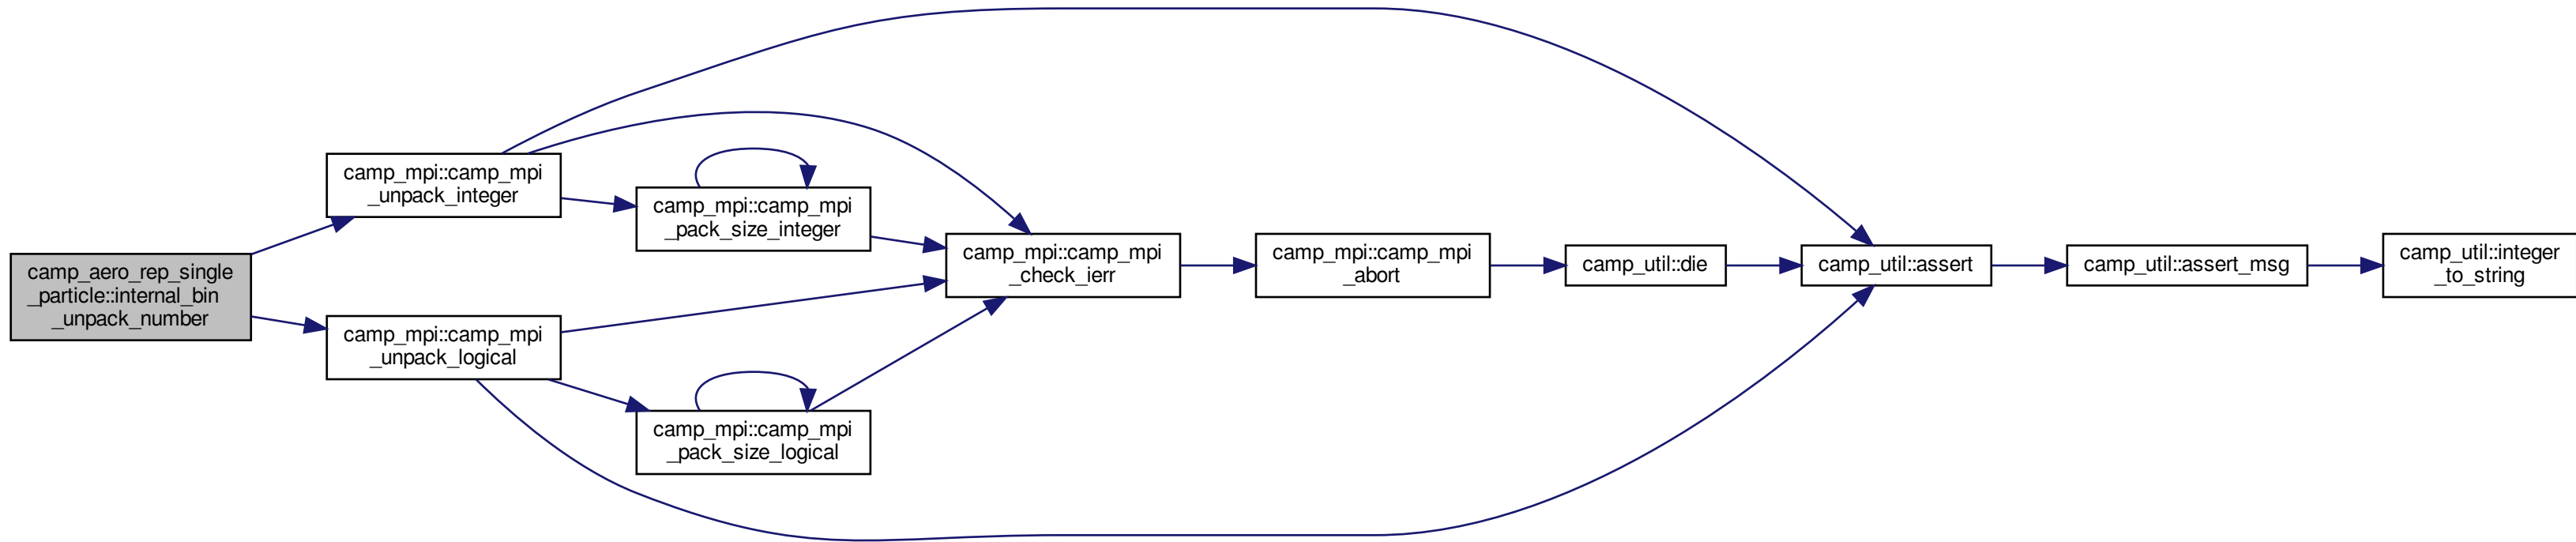 camp_aero_rep_single
_particle::internal_bin
_unpack_number
camp_mpi::camp_mpi
_unpack_integer
camp_mpi::camp_mpi
_unpack_logical
camp_mpi::camp_mpi
_pack_size_integer
camp_mpi::camp_mpi
_pack_size_logical
camp_mpi::camp_mpi
_check_ierr
camp_mpi::camp_mpi
_abort
camp_util::die
camp_util::assert
camp_util::assert_msg
camp_util::integer
_to_string